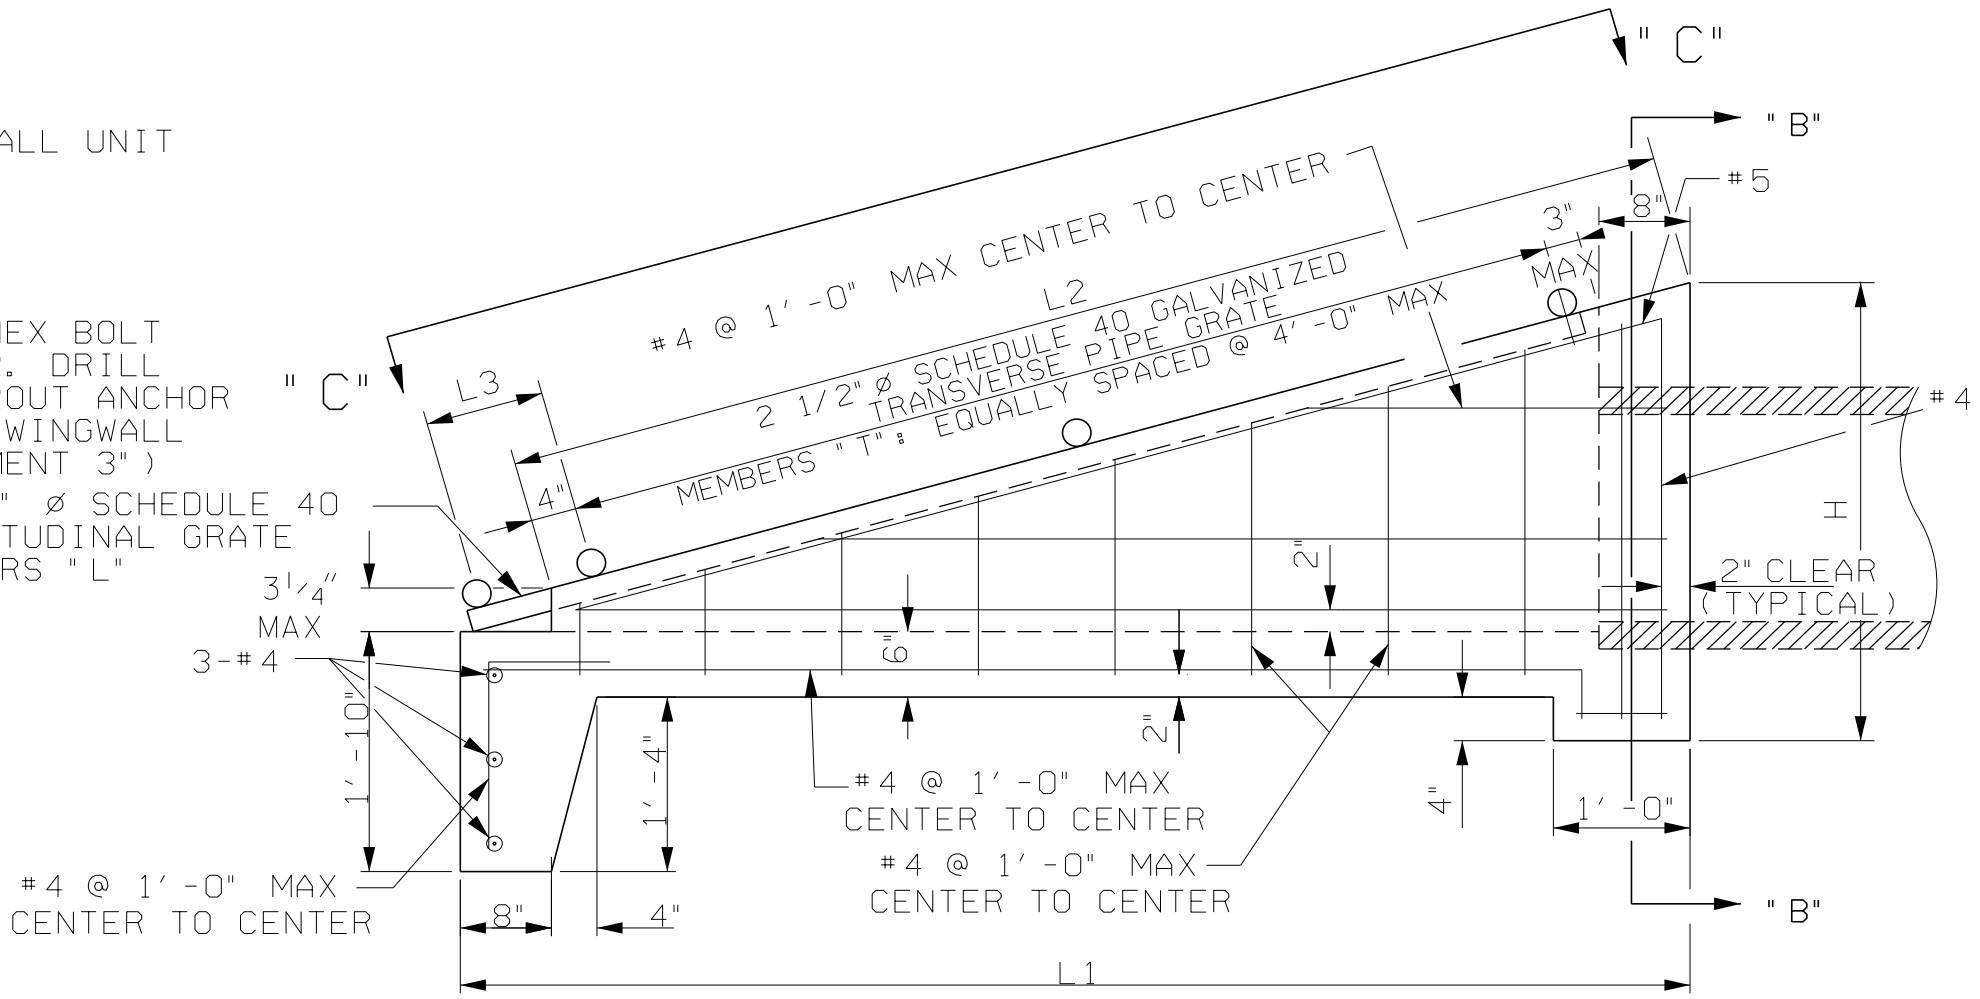 " C"
" B"
ALL UNIT
#5
8"
3"
MAX
#4 @ 1'-0" MAX CENTER TO CENTER
L2
2 1/2" Ø SCHEDULE 40 GALVANIZED
TRANSVERSE PIPE GRATE
MEMBERS "T": EQUALLY SPACED @ 4'-0" MAX
HEX BOLT
DRILL
" C"
L3
OUT ANCHOR
WINGWALL
MENT 3")
4"
#4
" Ø SCHEDULE 40
TUDINAL GRATE
RS "L"
H
3 1/4"
MAX
2"
2" CLEAR
(TYPICAL)
3-#4
6"
1'-10"
1'-4"
2"
4"
1'-0"
#4 @ 1'-0" MAX
CENTER TO CENTER
#4 @ 1'-0" MAX
CENTER TO CENTER
#4 @ 1'-0" MAX
CENTER TO CENTER
8"
4"
" B"
L1